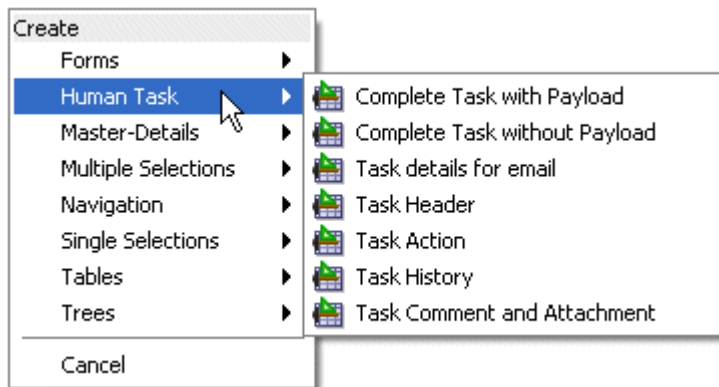 Create
Forms
Human Task
Master-Details
Multiple Selections
Navigation
Single Selections
Tables
Trees
Cancel
Complete Task with Payload
Complete Task without Payload
Task details for email
Task Header
Task Action
Task History
Task Comment and Attachment